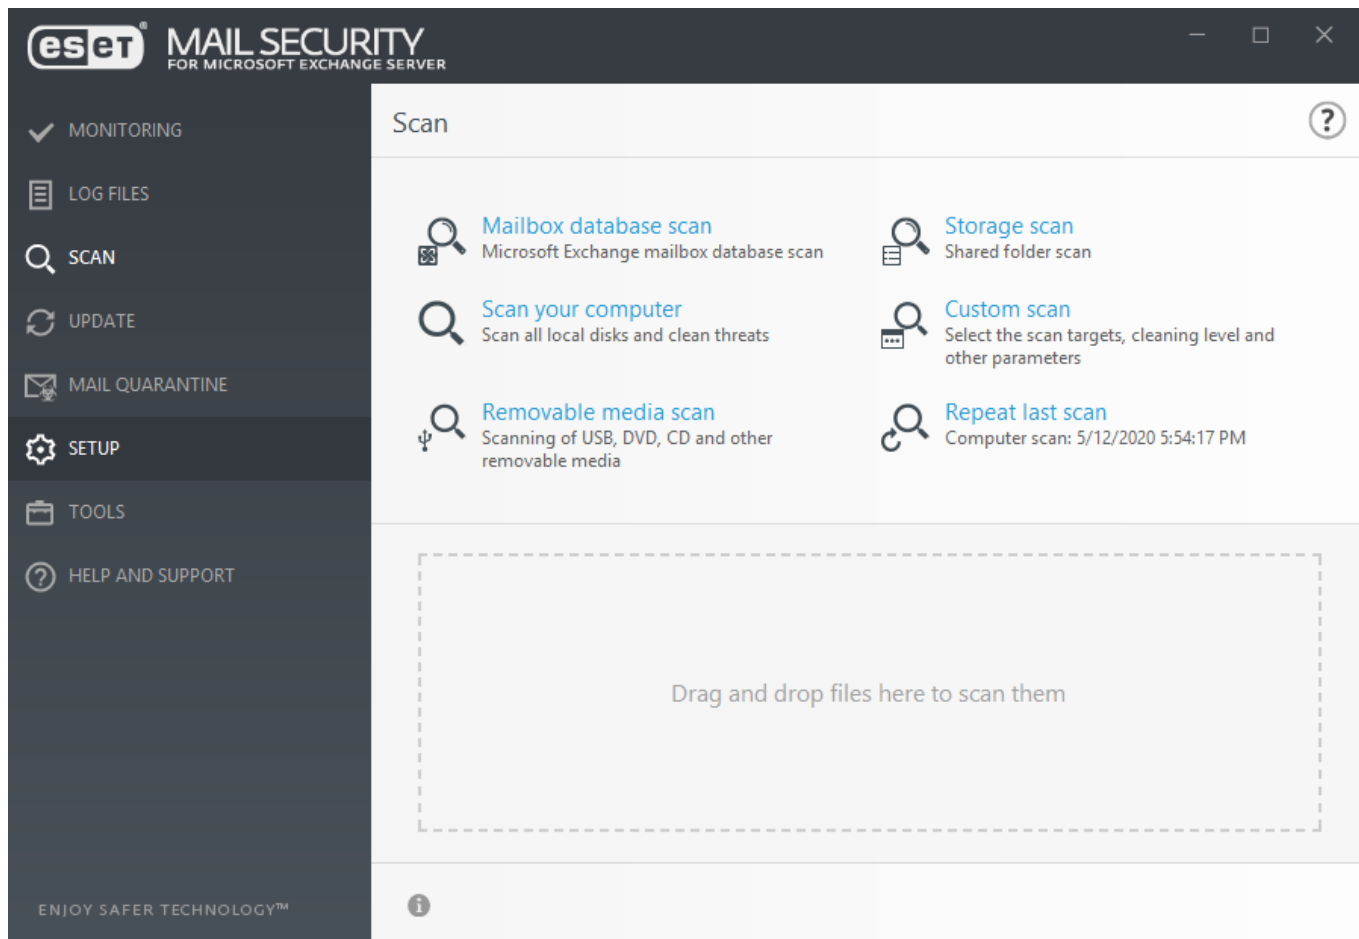 eset® MAIL SECURITY
FOR MICROSOFT EXCHANGE SERVER
MONITORING
LOG FILES
SCAN
UPDATE
MAIL QUARANTINE
SETUP
TOOLS
HELP AND SUPPORT
ENJOY SAFER TECHNOLOGY™
Scan
?
Mailbox database scan
Microsoft Exchange mailbox database scan
Storage scan
Shared folder scan
Scan your computer
Scan all local disks and clean threats
Custom scan
Select the scan targets, cleaning level and
other parameters
Removable media scan
Scanning of USB, DVD, CD and other
removable media
Repeat last scan
Computer scan: 5/12/2020 5:54:17 PM
Drag and drop files here to scan them